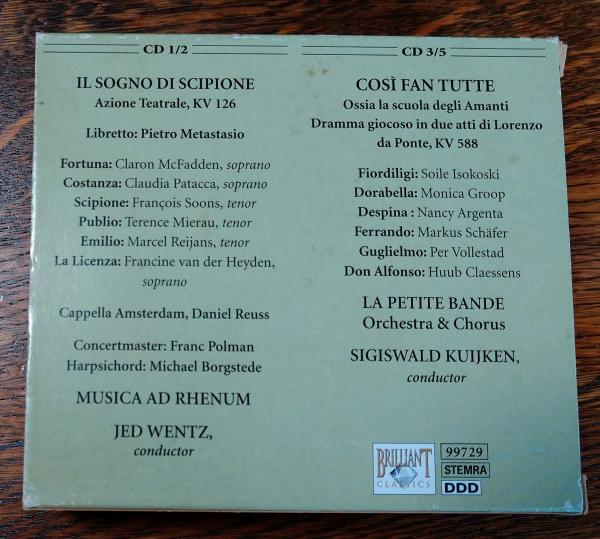 CD 1/2
IL SOGNO DI SCIPIONE
Azione Teatrale, KV 126
Libretto: Pietro Metastasio
Fortuna: Claron McFadden, soprano
Costanza: Claudia Patacca, soprano
Scipione: François Soons, tenor
Publio: Terence Mierau, tenor
Emilio: Marcel Reijans, tenor
La Licenza: Francine van der Heyden,
soprano
Cappella Amsterdam, Daniel Reuss
Concertmaster: Franc Polman
Harpsichord: Michael Borgstede
MUSICA AD RHENUM
JED WENTZ,
conductor
CD 3/5
COSÌ FAN TUTTE
Ossia la scuola degli Amanti
Dramma giocoso in due atti di Lorenzo
da Ponte, KV 588
Fiordiligi: Soile Isokoski
Dorabella: Monica Groop
Despina : Nancy Argenta
Ferrando: Markus Schäfer
Guglielmo: Per Vollestad
Don Alfonso: Huub Claessens
LA PETITE BANDE
Orchestra & Chorus
SIGISWALD KUIJKEN,
conductor
BRILLIANT
CLASSICS
99729
STEMRA
DDD